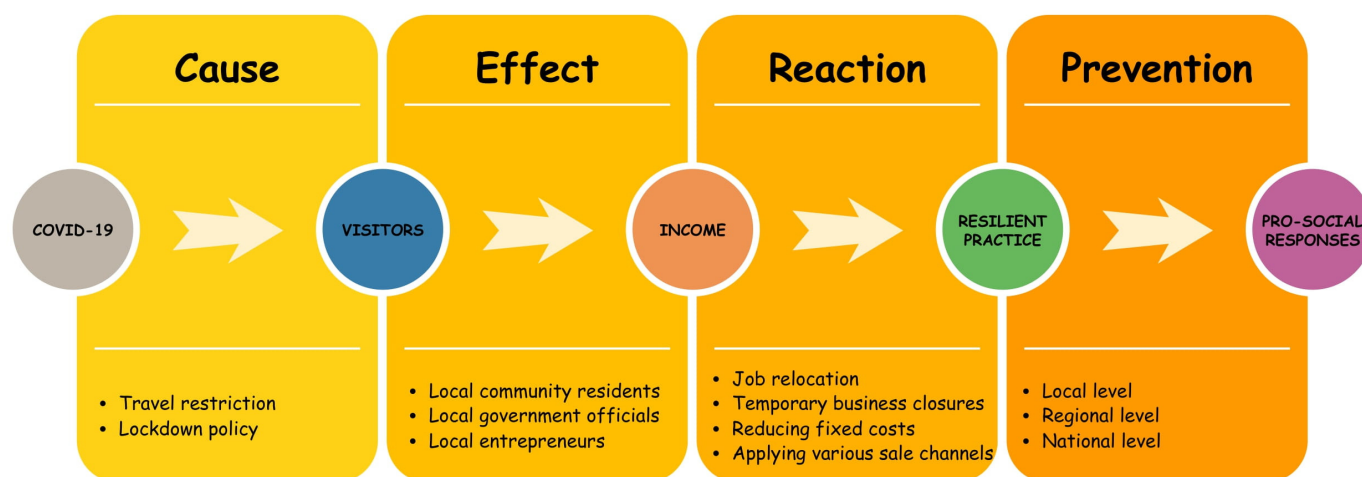 Cause
Effect
Reaction
Prevention
COVID-19
VISITORS
INCOME
RESILIENT
PRACTICE
PRO-SOCIAL
RESPONSES
• Travel restriction
• Lockdown policy
• Local community residents
• Local government officials
• Local entrepreneurs
• Job relocation
• Temporary business closures
• Reducing fixed costs
• Applying various sale channels
• Local level
• Regional level
• National level